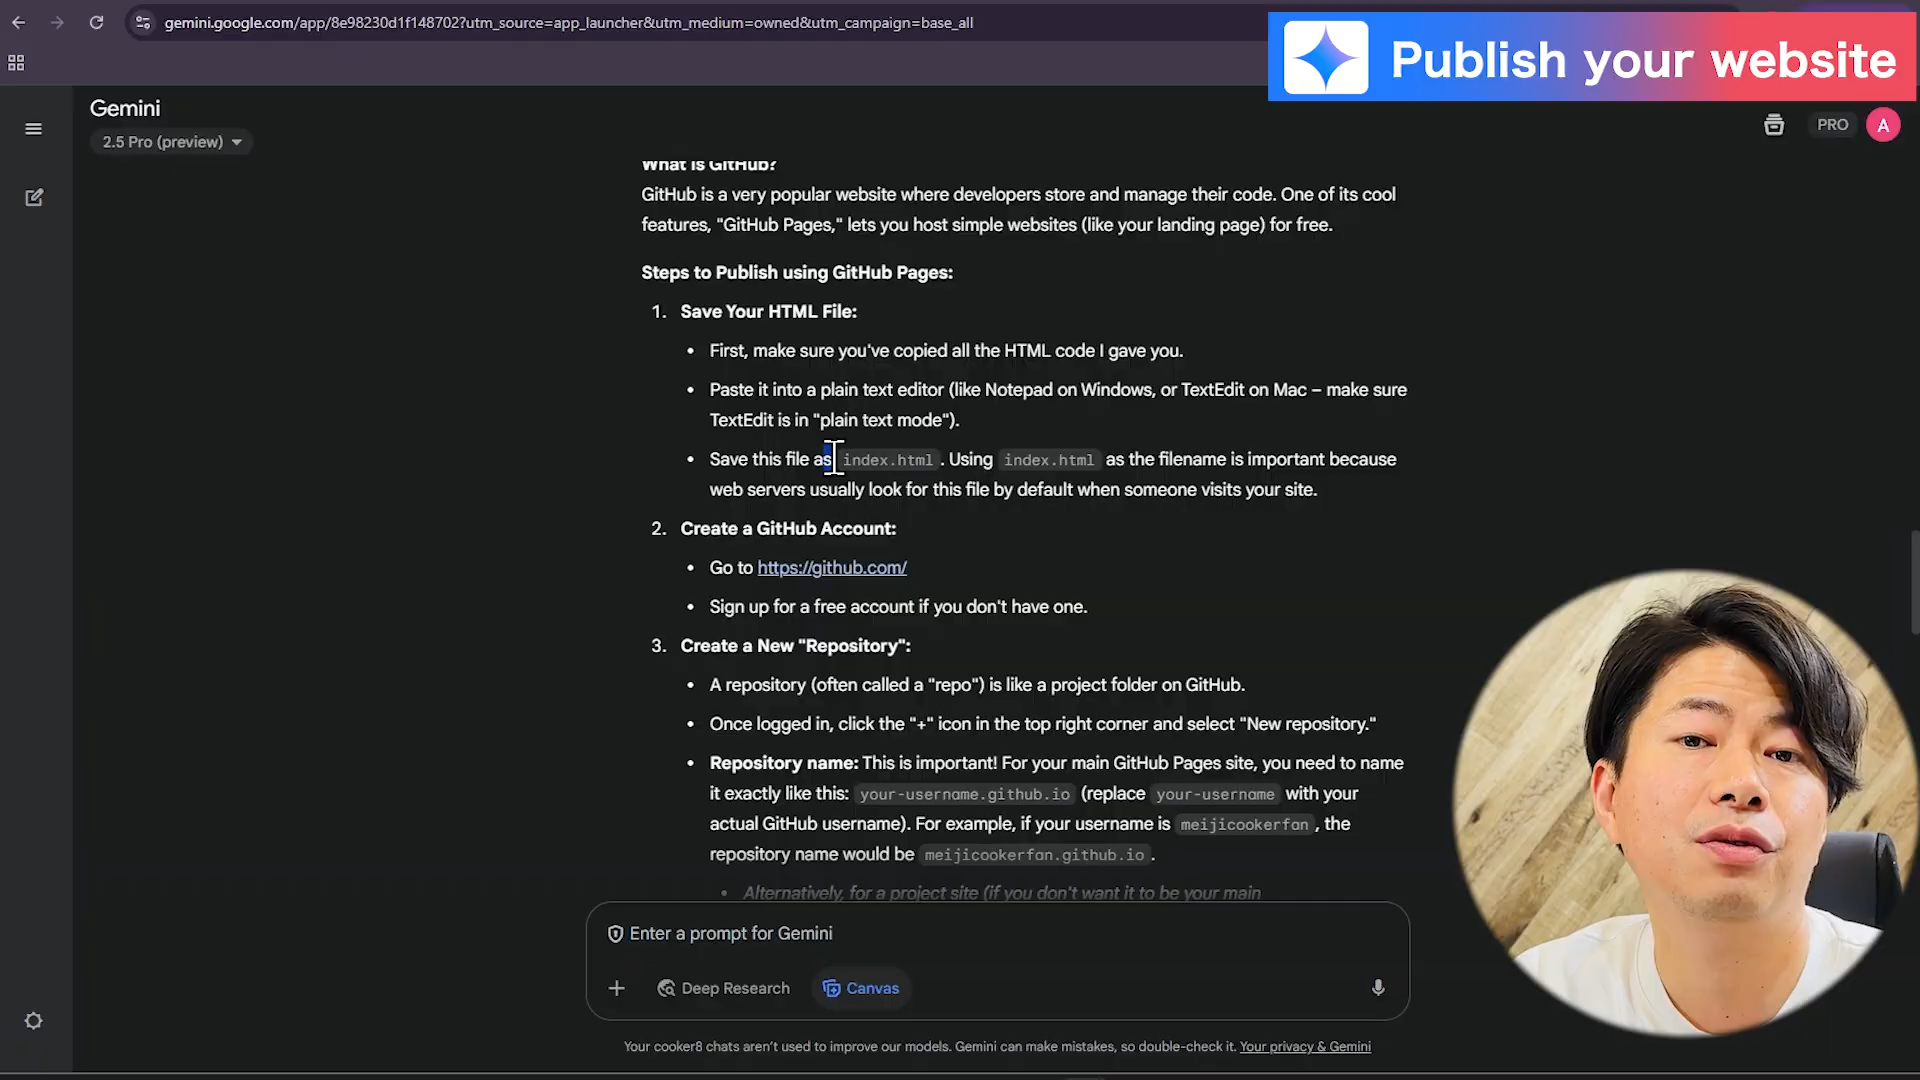 gemini.google.com/app/8e98230d1f148702?utm_source=app_launcher&utm_medium=owned&utm_campaign=base_all
Publish your website
Gemini
2.5 Pro (preview)
PRO
A
What is GitHub?
GitHub is a very popular website where developers store and manage their code. One of its cool
features, "GitHub Pages," lets you host simple websites (like your landing page) for free.
Steps to Publish using GitHub Pages:
1. Save Your HTML File:
• First, make sure you've copied all the HTML code I gave you.
• Paste it into a plain text editor (like Notepad on Windows, or TextEdit on Mac – make sure
TextEdit is in "plain text mode").
• Save this file as index.html. Using index.html as the filename is important because
web servers usually look for this file by default when someone visits your site.
2. Create a GitHub Account:
• Go to https://github.com/
• Sign up for a free account if you don't have one.
3. Create a New "Repository":
• A repository (often called a "repo") is like a project folder on GitHub.
• Once logged in, click the "+" icon in the top right corner and select "New repository."
• Repository name: This is important! For your main GitHub Pages site, you need to name
it exactly like this: your-username.github.io (replace your-username with your
actual GitHub username). For example, if your username is meijicookerfan, the
repository name would be meijicookerfan.github.io.
• Alternatively, for a project site (if you don't want it to be your main
Enter a prompt for Gemini
Deep Research
Canvas
Your cooker8 chats aren't used to improve our models. Gemini can make mistakes, so double-check it. Your privacy & Gemini